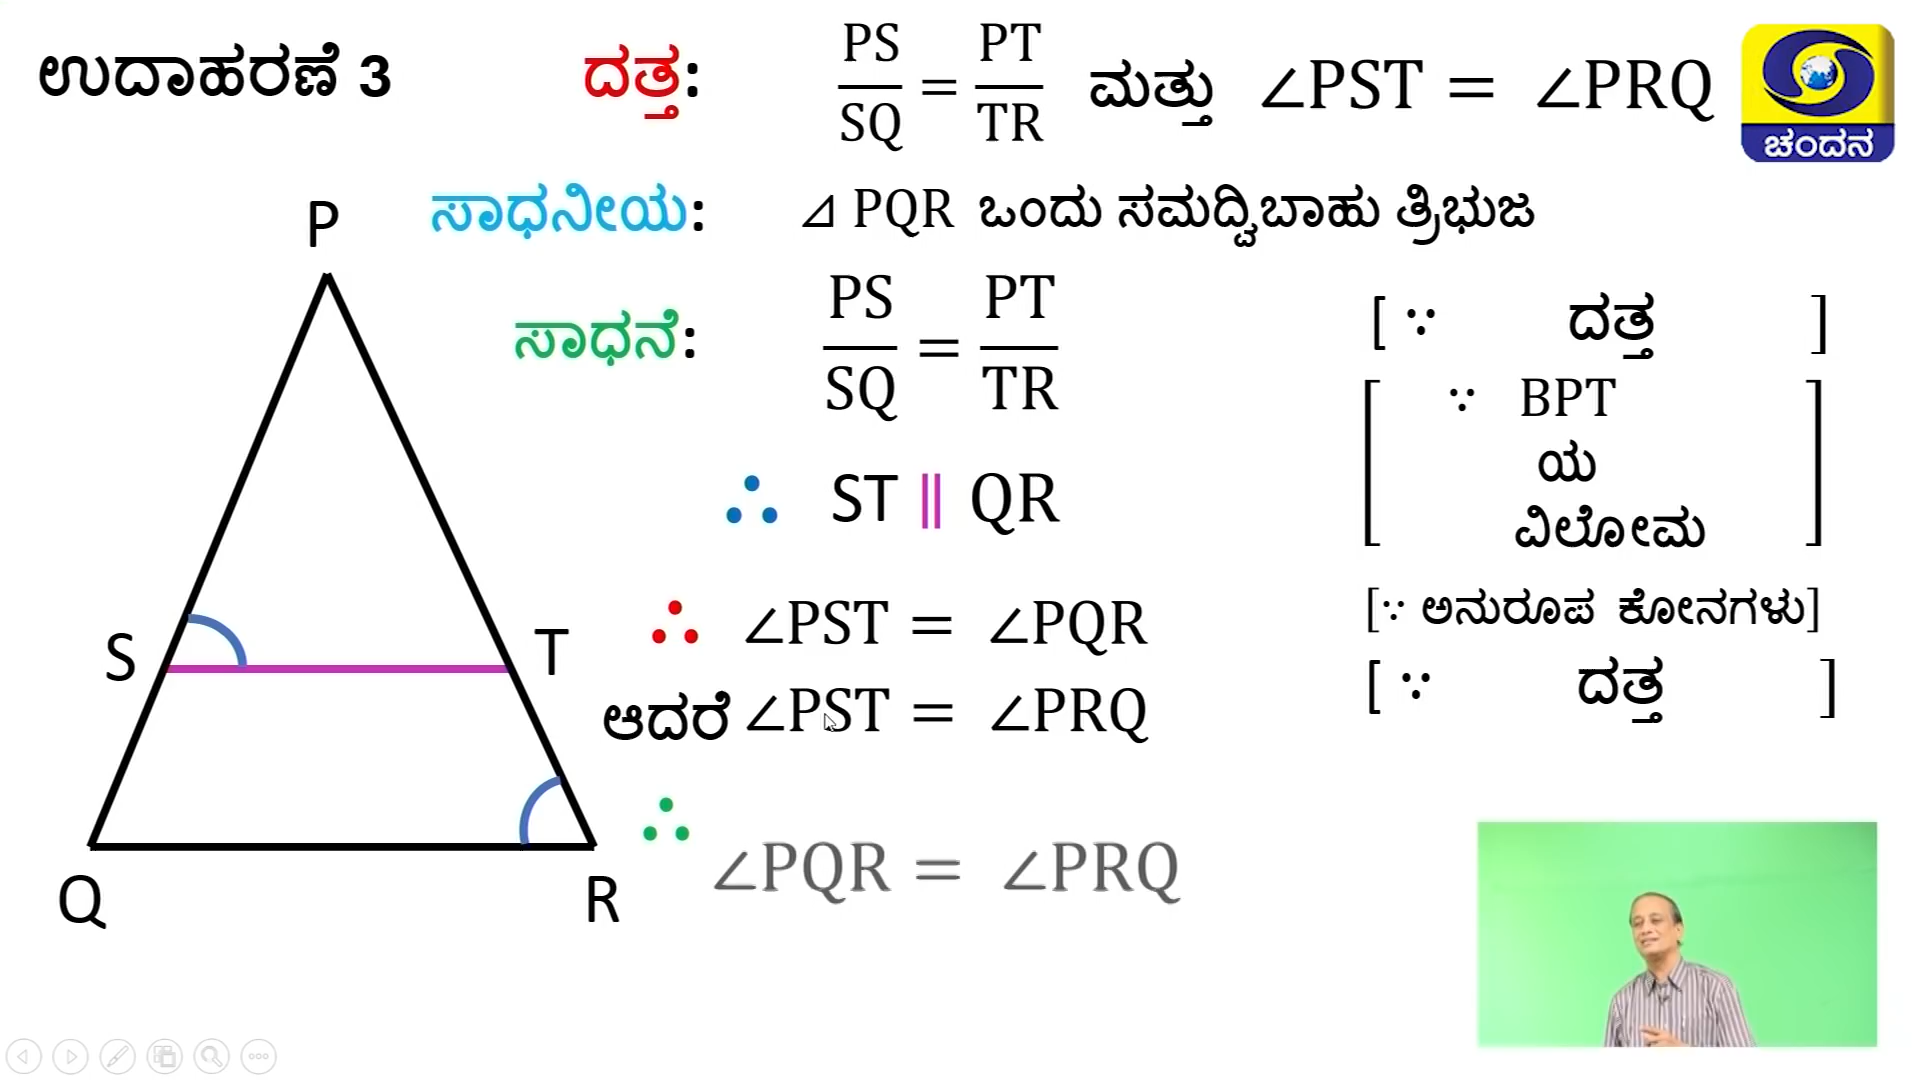 ಉದಾಹರಣೆ 3
ದತ್ತ: PS/SQ = PT/TR ಮತ್ತು ∠PST = ∠PRQ
ಚಂದನ
ಸಾಧನೀಯ: ⊿ PQR ಒಂದು ಸಮದ್ವಿಬಾಹು ತ್ರಿಭುಜ
ಸಾಧನೆ: PS/SQ = PT/TR [∵ ದತ್ತ ]
∴ ST || QR [∵ BPT
ಯ
ವಿಲೋಮ ]
∴ ∠PST = ∠PQR [∵ ಅನುರೂಪ ಕೋನಗಳು]
ಆದರೆ ∠PST = ∠PRQ [∵ ದತ್ತ ]
∴ ∠PQR = ∠PRQ
P
S T
Q R